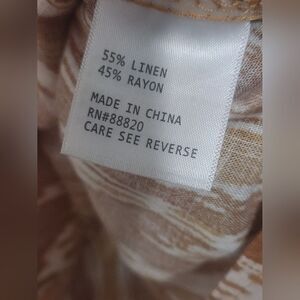 55% LINEN
45% RAYON
MADE IN CHINA
RN#88820
CARE SEE REVERSE